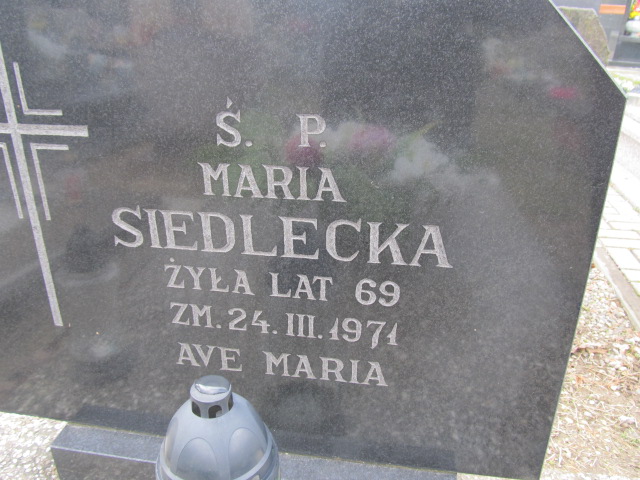 Ś. P.
MARIA
SIEDLECKA
ŻYŁA LAT 69
ZM. 24. III. 1971
AVE MARIA